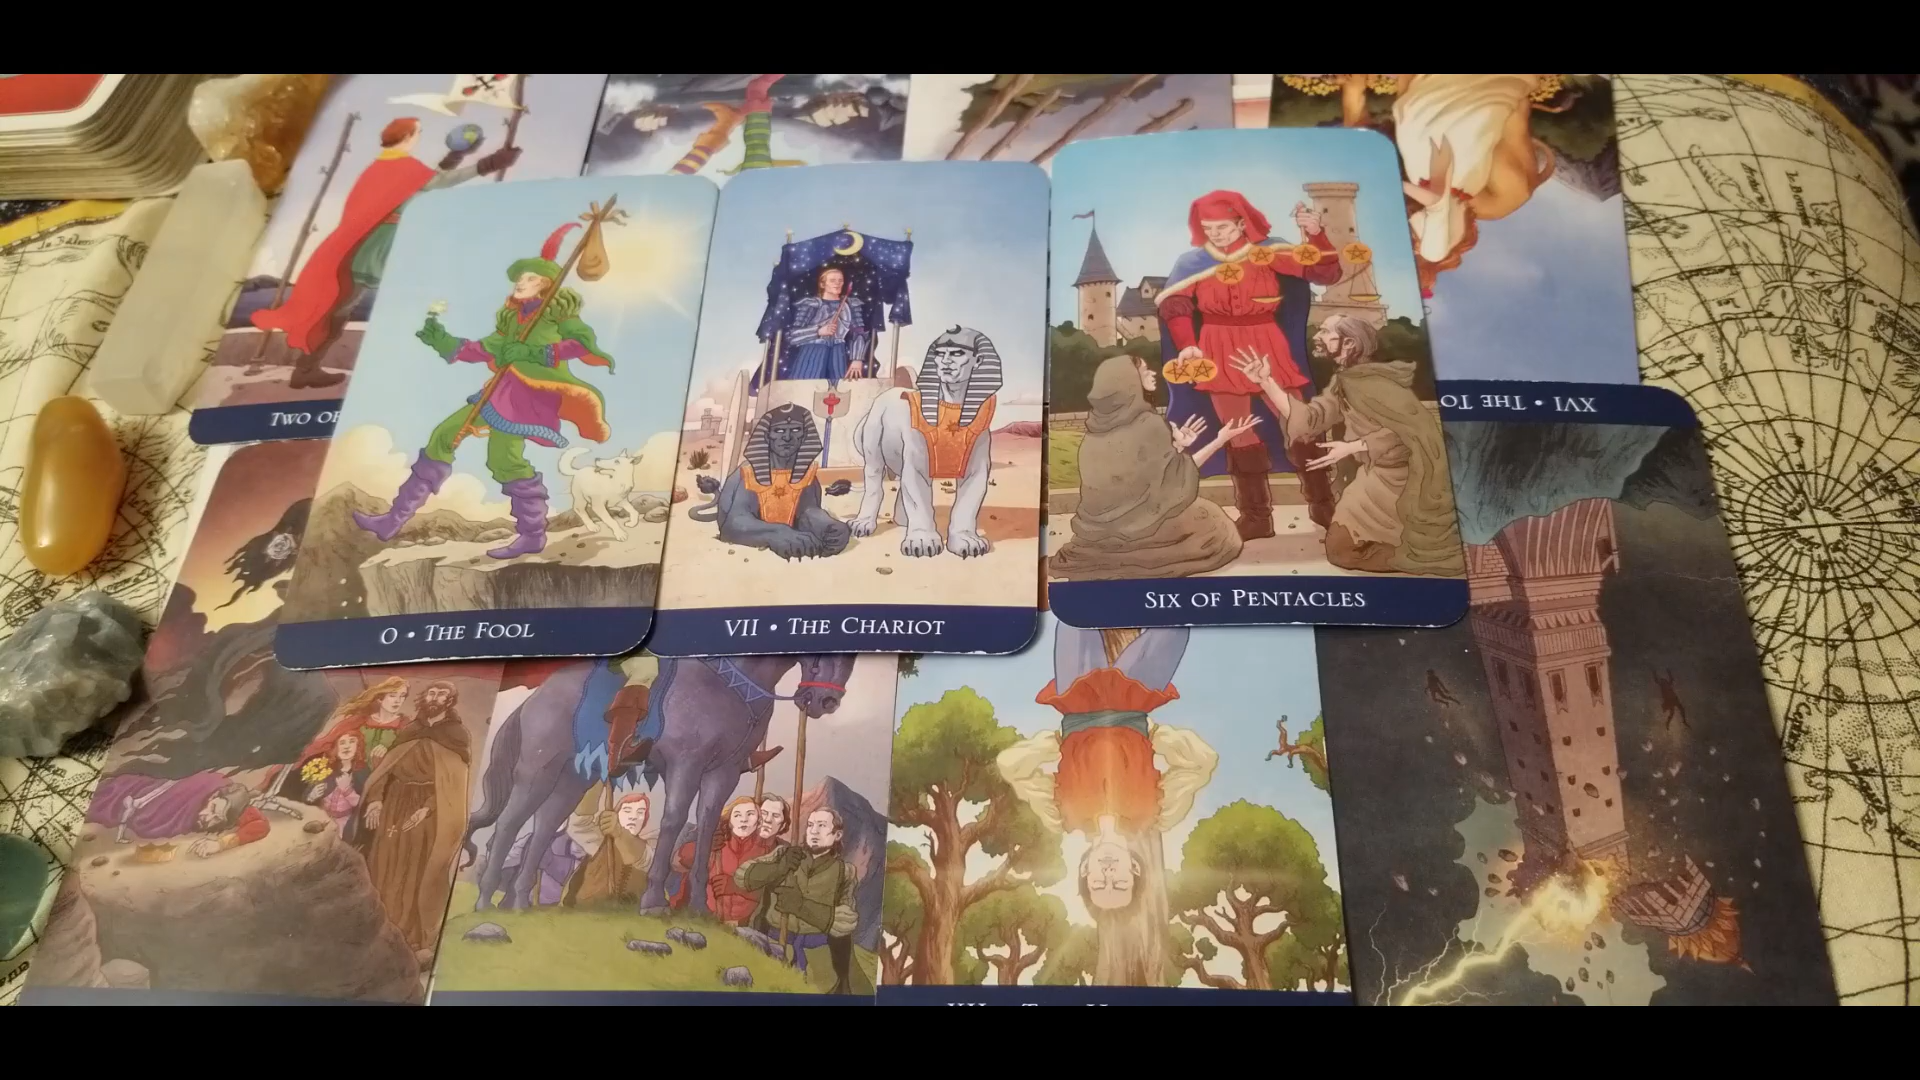 TWO OF
XVI • THE TO
0 • THE FOOL
VII • THE CHARIOT
SIX OF PENTACLES